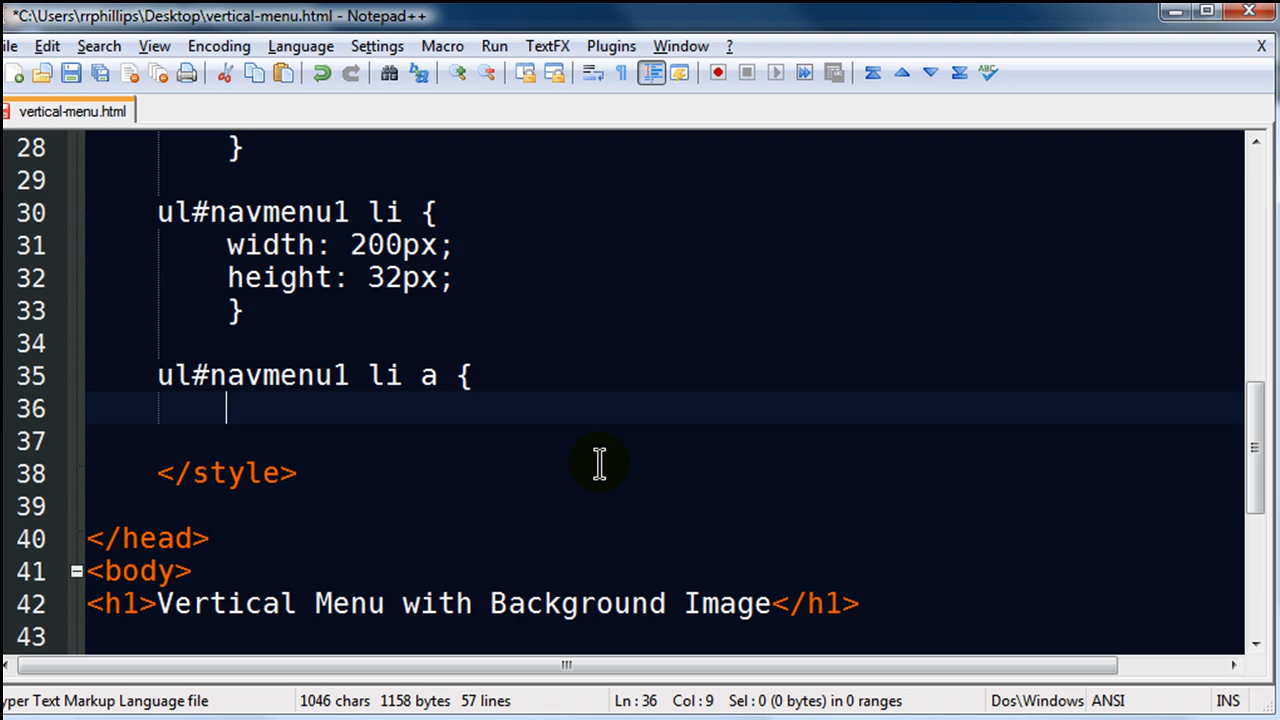 *C:\Users\rrphillips\Desktop\vertical-menu.html - Notepad++
ile Edit Search View Encoding Language Settings Macro Run TextFX Plugins Window ? X
vertical-menu.html
28 }
29
30 ul#navmenu1 li {
31 width: 200px;
32 height: 32px;
33 }
34
35 ul#navmenu1 li a {
36
37
38 </style>
39
40 </head>
41 <body>
42 <h1>Vertical Menu with Background Image</h1>
43
yper Text Markup Language file 1046 chars 1158 bytes 57 lines Ln : 36 Col : 9 Sel : 0 (0 bytes) in 0 ranges Dos\Windows ANSI INS